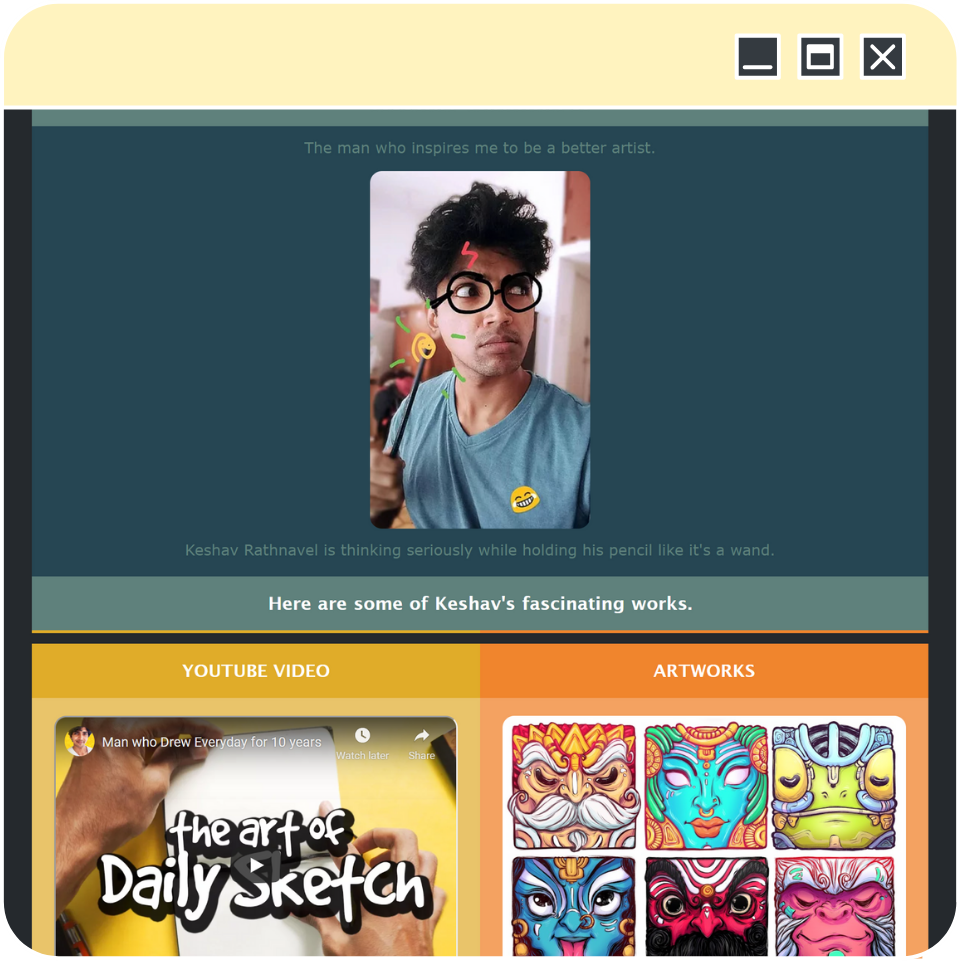 The man who inspires me to be a better artist.
Keshav Rathnavel is thinking seriously while holding his pencil like it's a wand.
Here are some of Keshav's fascinating works.
YOUTUBE VIDEO
ARTWORKS
Man who Drew Everyday for 10 years
Watch later
Share
the art of
Daily Sketch